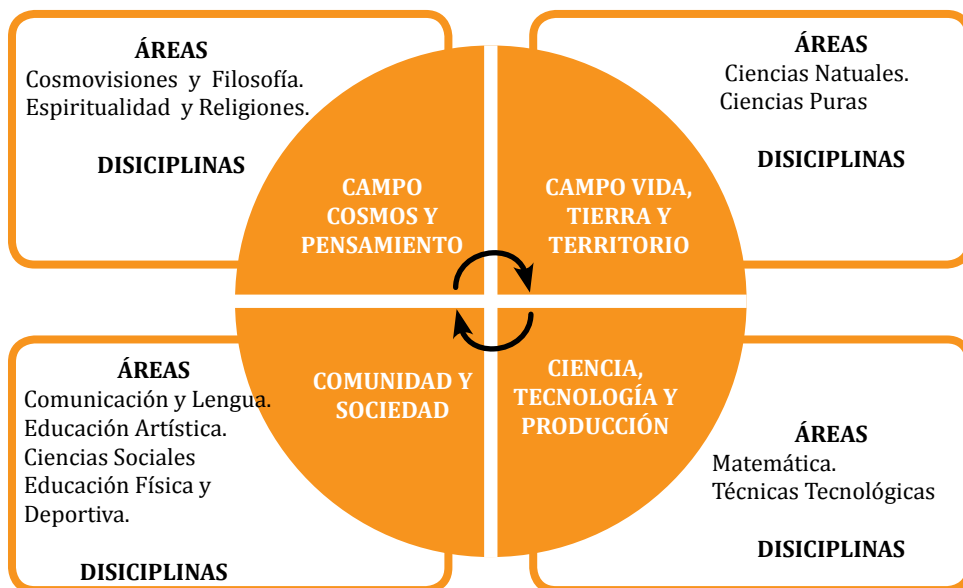 ÁREAS
Cosmovisiones y Filosofía.
Espiritualidad y Religiones.
DISICIPLINAS
CAMPO
COSMOS Y
PENSAMIENTO
CAMPO VIDA,
TIERRA Y
TERRITORIO
ÁREAS
Ciencias Natuales.
Ciencias Puras
DISICIPLINAS
ÁREAS
Comunicación y Lengua.
Educación Artística.
Ciencias Sociales
Educación Física y
Deportiva.
DISICIPLINAS
COMUNIDAD Y
SOCIEDAD
CIENCIA,
TECNOLOGÍA Y
PRODUCCIÓN
ÁREAS
Matemática.
Técnicas Tecnológicas
DISICIPLINAS